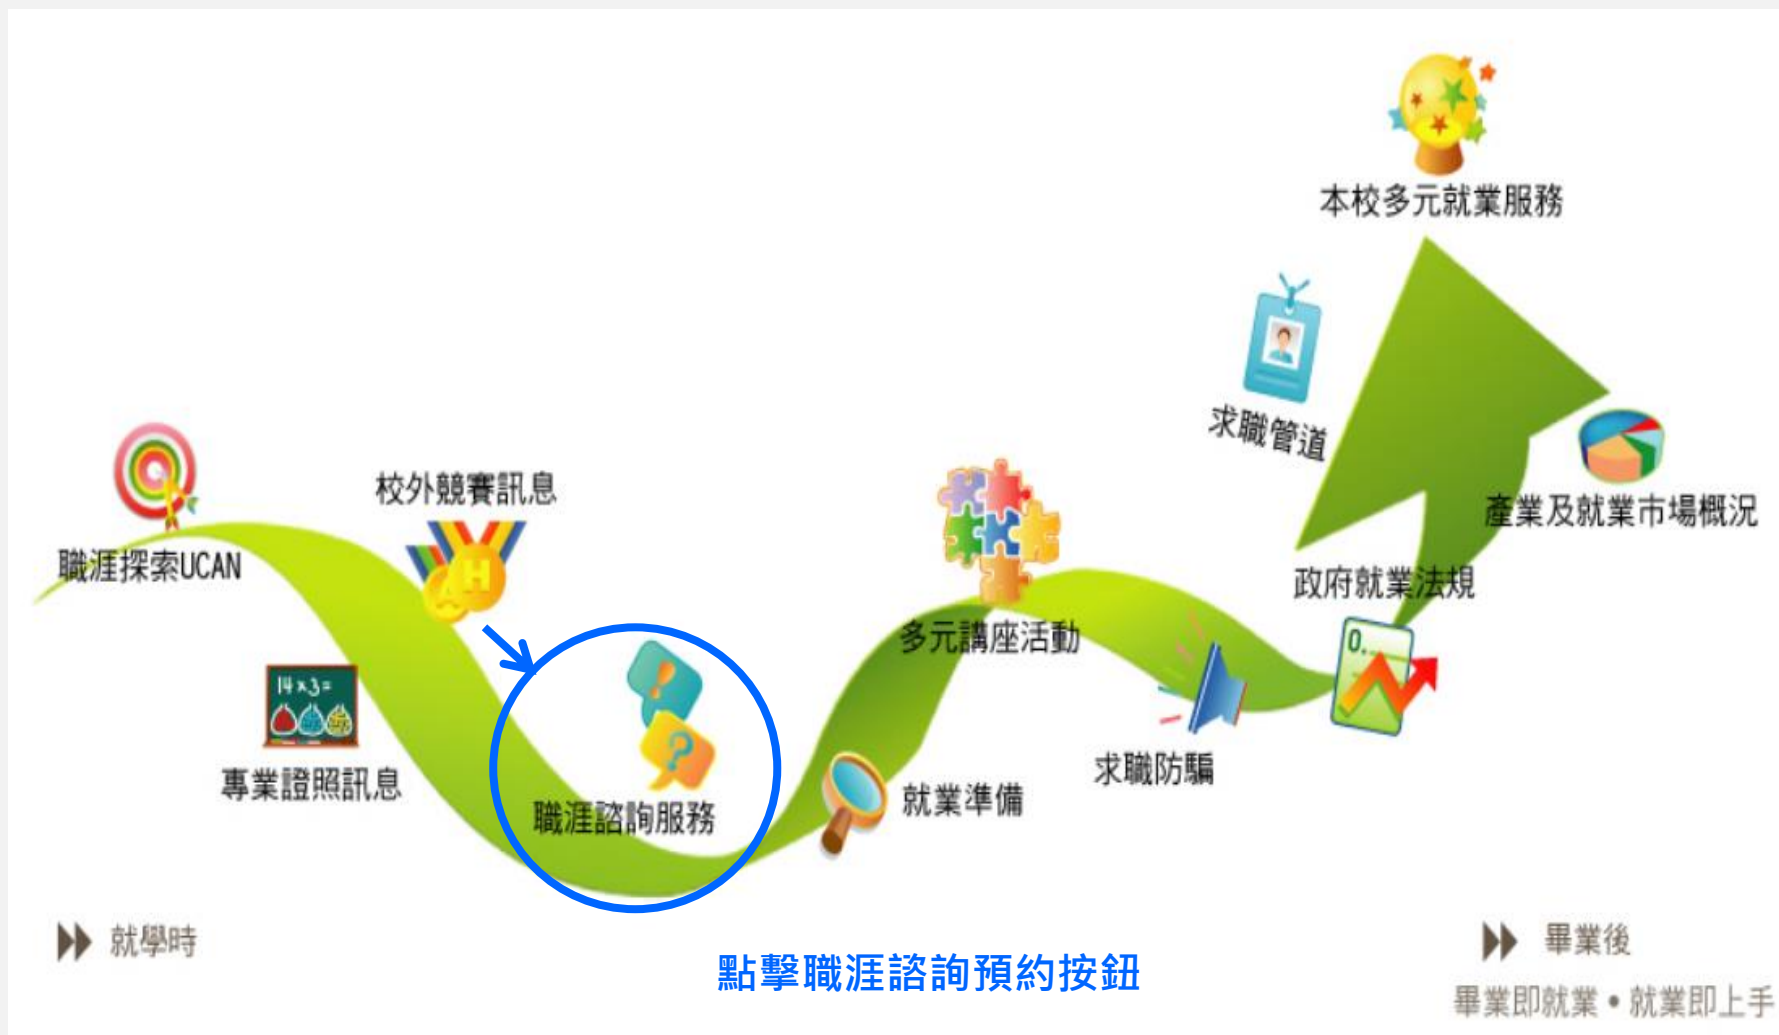 本校多元就業服務
求職管道
校外競賽訊息
產業及就業市場概況
職涯探索UCAN
AH
政府就業法規
多元講座活動
0.
14x3=
專業證照訊息
!
?
職涯諮詢服務
就業準備
求職防騙
就學時
畢業後
點擊職涯諮詢預約按鈕
畢業即就業•就業即上手